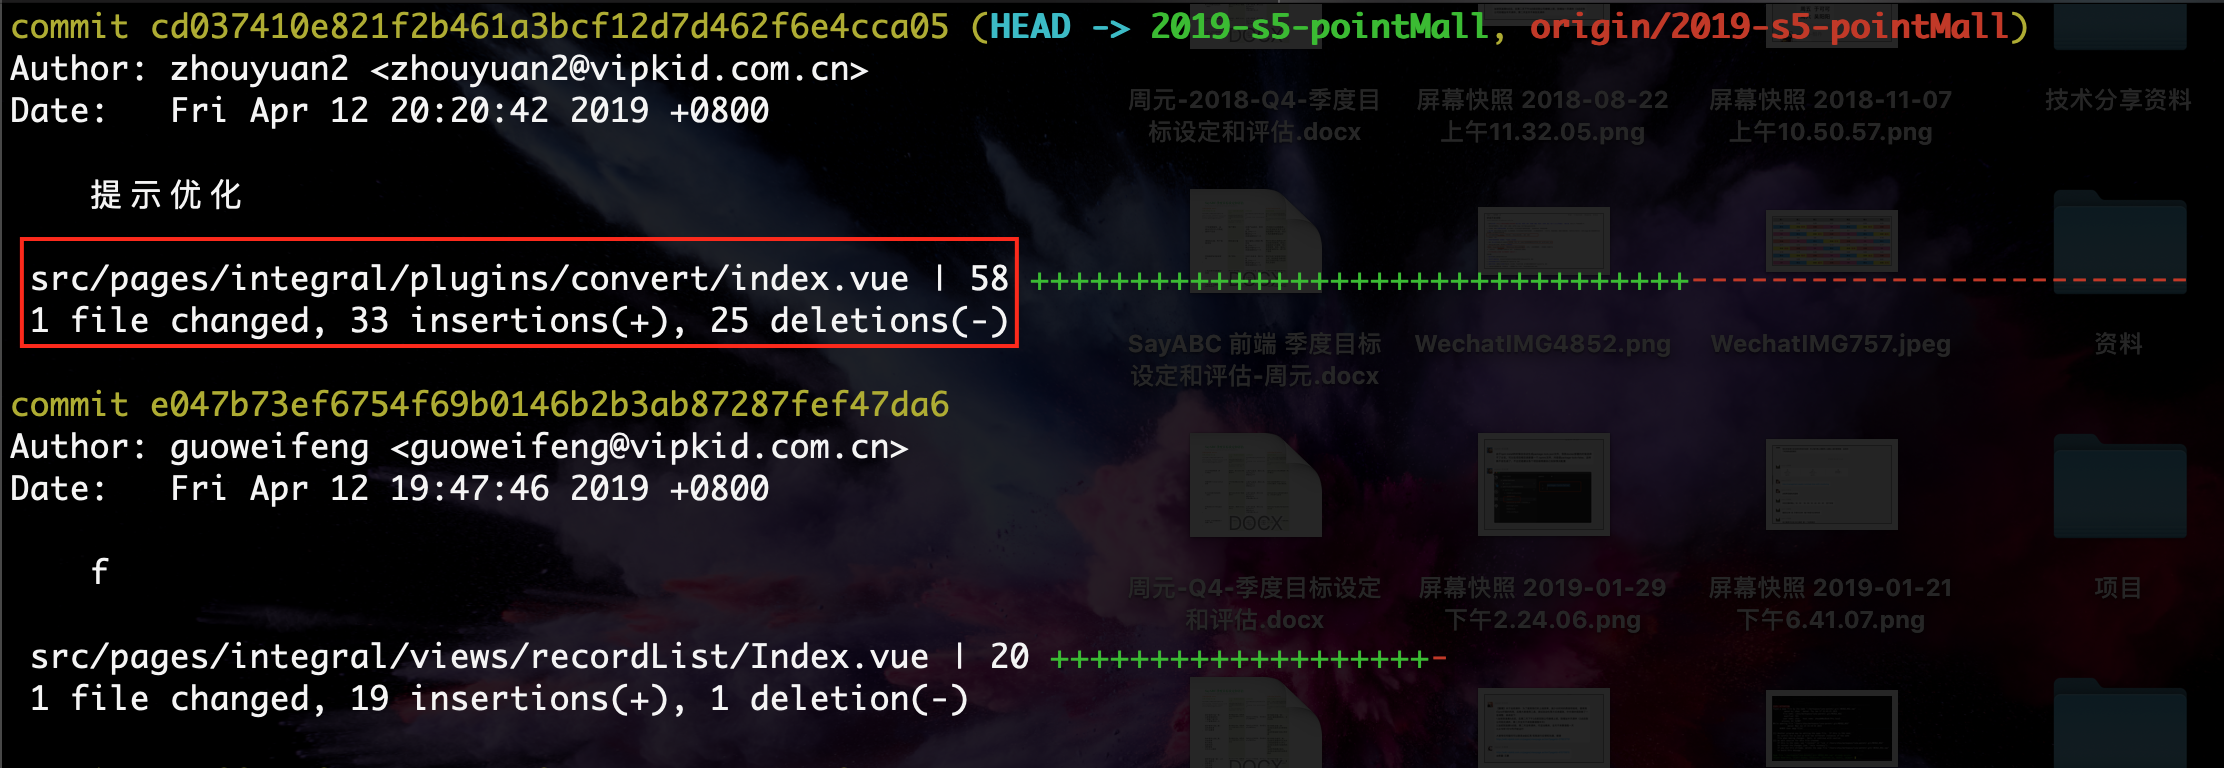 commit cd037410e821f2b461a3bcf12d7d462f6e4cca05 (HEAD -> 2019-s5-pointMall, origin/2019-s5-pointMall)
Author: zhouyuan2 <zhouyuan2@vipkid.com.cn>
Date:   Fri Apr 12 20:20:42 2019 +0800
提示优化
src/pages/integral/plugins/convert/index.vue | 58 +++++++++++++++++++++++++++++++++-------------------------
1 file changed, 33 insertions(+), 25 deletions(-)
commit e047b73ef6754f69b0146b2b3ab87287fef47da6
Author: guoweifeng <guoweifeng@vipkid.com.cn>
Date:   Fri Apr 12 19:47:46 2019 +0800
f
src/pages/integral/views/recordList/Index.vue | 20 +++++++++++++++++++-
1 file changed, 19 insertions(+), 1 deletion(-)
周元-2018-Q4-季度目
标设定和评估.docx
屏幕快照 2018-08-22
上午11.32.05.png
屏幕快照 2018-11-07
上午10.50.57.png
技术分享资料
SayABC 前端 季度目标
设定和评估-周元.docx
WechatIMG4852.png
WechatIMG757.jpeg
资料
DOCX
周元-Q4-季度目标设定
和评估.docx
屏幕快照 2019-01-29
下午2.24.06.png
屏幕快照 2019-01-21
下午6.41.07.png
项目
DOCX